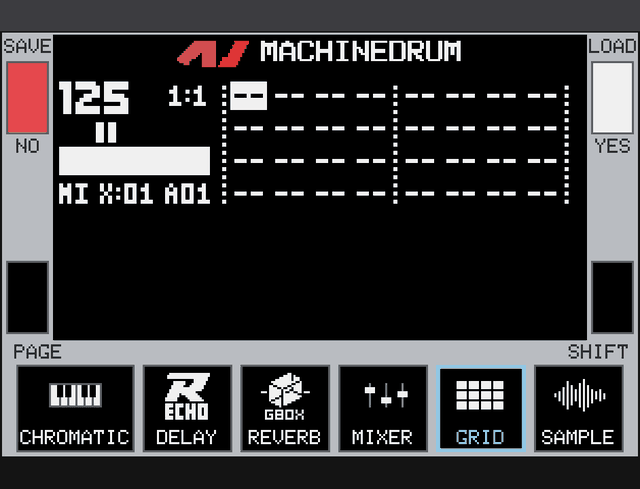 SAVE
MACHINEDRUM
LOAD
125 1:1 -- -- -- -- -- -- -- --
-- -- -- -- -- -- -- --
NO
YES
-- -- -- -- -- -- -- --
MI X:01 A01 -- -- -- -- -- -- -- --
PAGE
SHIFT
CHROMATIC
R ECHO
DELAY
GBOX
REVERB
MIXER
GRID
SAMPLE